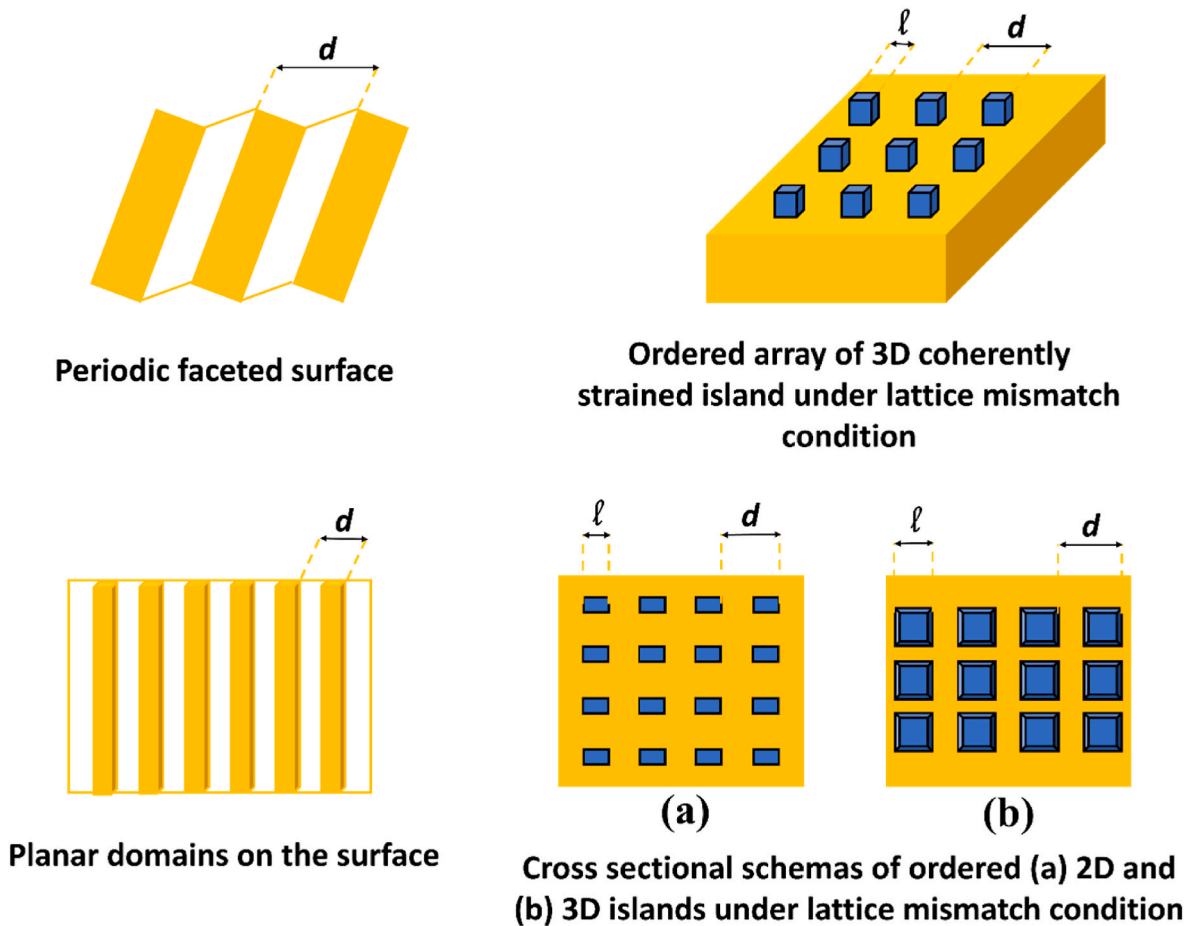 d
Periodic faceted surface
ℓ
d
Ordered array of 3D coherently
strained island under lattice mismatch
condition
d
Planar domains on the surface
ℓ
d
ℓ
d
(a)
(b)
Cross sectional schemas of ordered (a) 2D and
(b) 3D islands under lattice mismatch condition